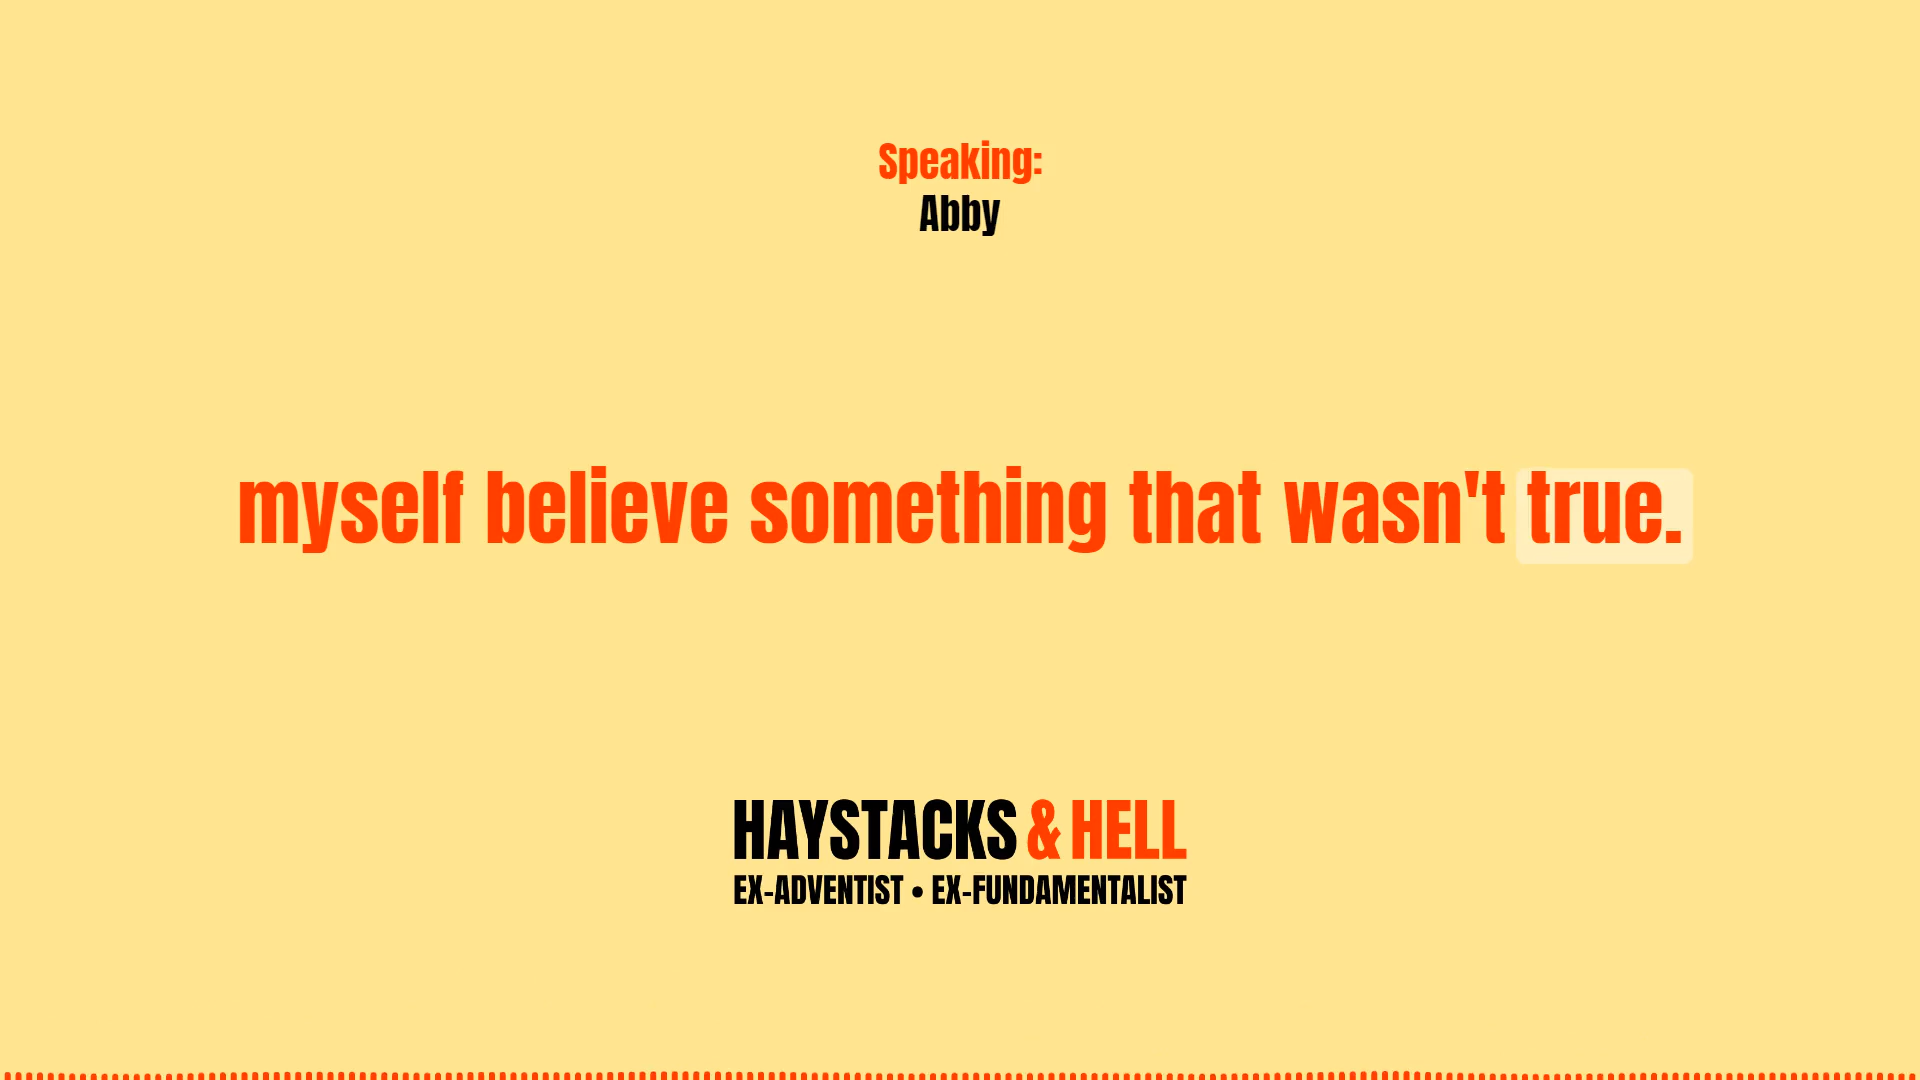 Speaking:
Abby
myself believe something that wasn't true.
HAYSTACKS & HELL
EX-ADVENTIST • EX-FUNDAMENTALIST